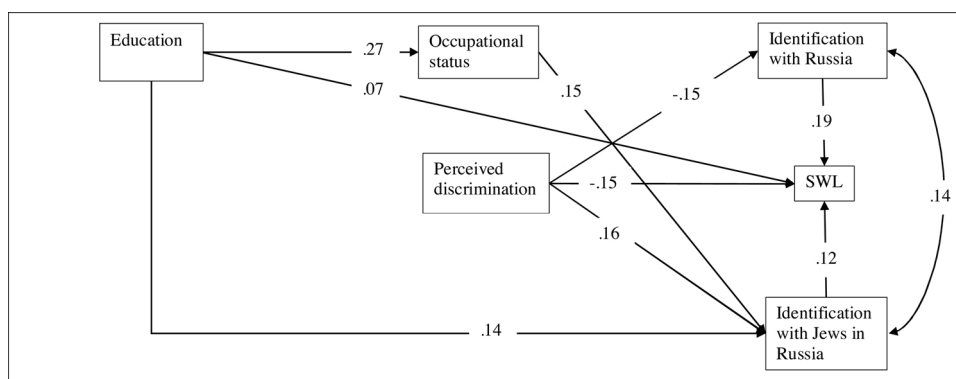 Education
.27
Occupational
status
Identification
with Russia
.07
.15
-.15
.19
Perceived
discrimination
-.15
SWL
.14
.16
.12
Identification
with Jews in
Russia
.14